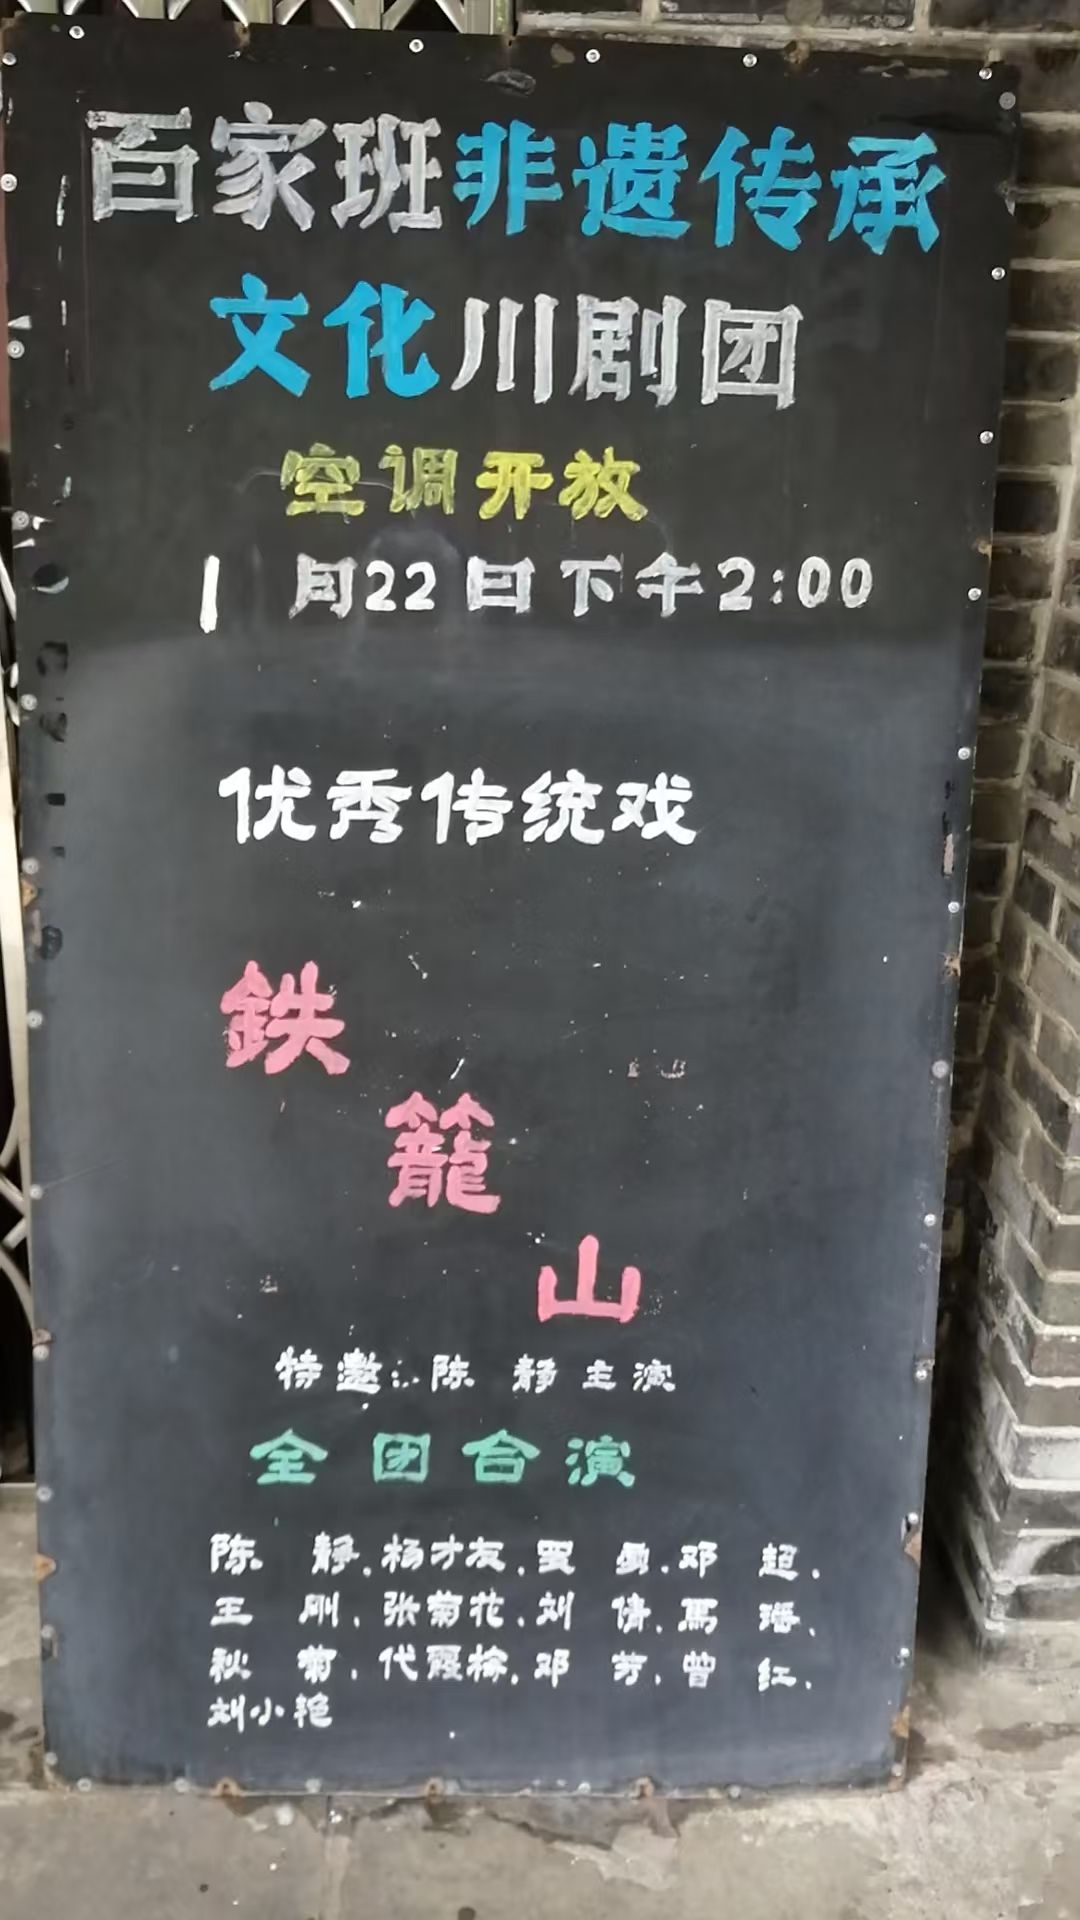 百家班非遗传承
文化川剧团
空调开放
1月22日下午2:00
优秀传统戏
鉄
籠
山
特邀:陈 静 主演
全团合演
陈 静.杨才友.罗 勇.邓 超.
王 刚.张菊花.刘 倩.馬 璠.
秋 菊.代霞梅.邓 芳.曾 红.
刘小艳